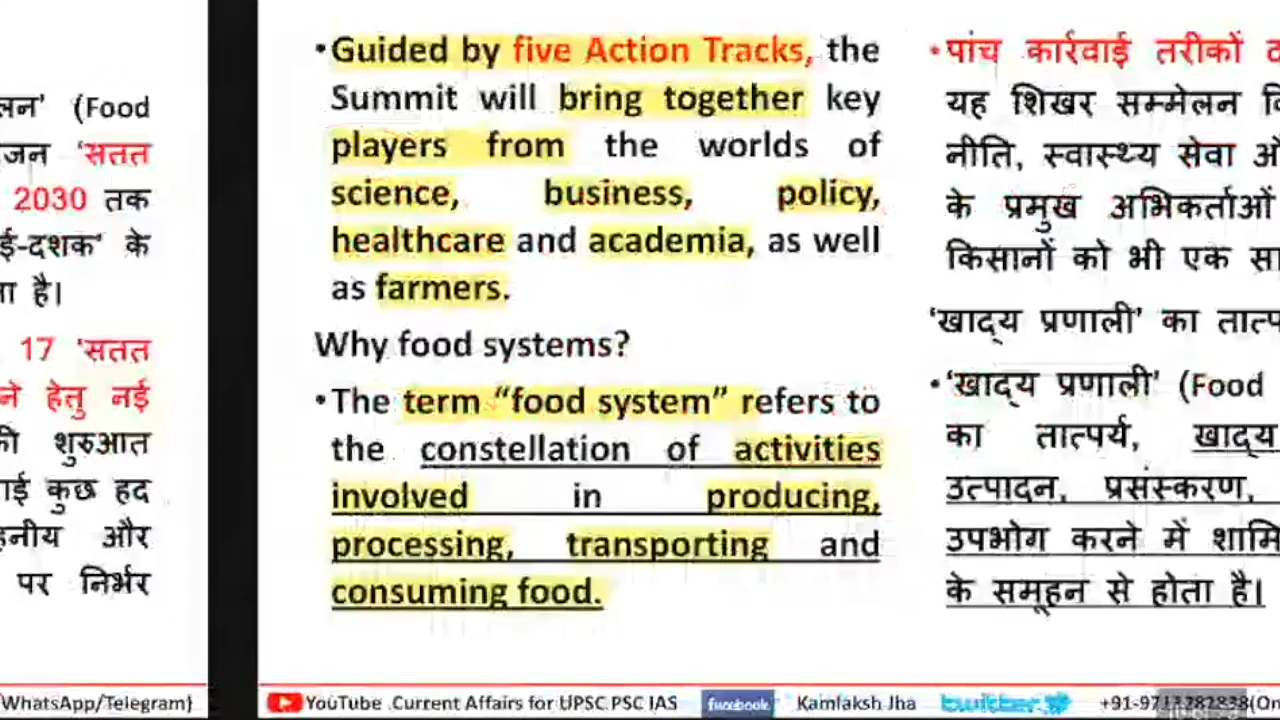 लन' (Food
जन 'सतत
2030 तक
ई-दशक' के
ता है।
17 'सतत
ने हेतु नई
की शुरुआत
ाई कुछ हद
हनीय और
पर निर्भर
WhatsApp/Telegram)
•Guided by five Action Tracks, the
Summit will bring together key
players from the worlds of
science, business, policy,
healthcare and academia, as well
as farmers.
Why food systems?
•The term “food system” refers to
the constellation of activities
involved in producing,
processing, transporting and
consuming food.
•पांच कार्रवाई तरीकों
यह शिखर सम्मेलन
नीति, स्वास्थ्य सेवा
के प्रमुख अभिकर्ताओं
किसानों को भी एक
'खाद्य प्रणाली' का
•'खाद्य प्रणाली' (Food
का तात्पर्य, खाद्य
उत्पादन, प्रसंस्करण,
उपभोग करने में
के समूहन से होता है।
YouTube Current Affairs for UPSC PSC IAS facebook Kamlaksh Jha twitter